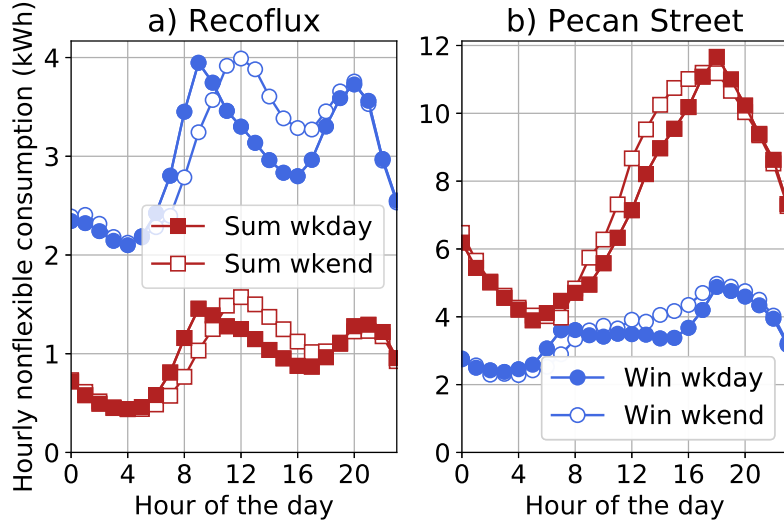 a) Recoflux
b) Pecan Street
Hourly nonflexible consumption (kWh)
4
3
2
1
0
Sum wkday
Sum wkend
0 4 8 12 16 20
Hour of the day
12
10
8
6
4
2
0
Win wkday
Win wkend
0 4 8 12 16 20
Hour of the day